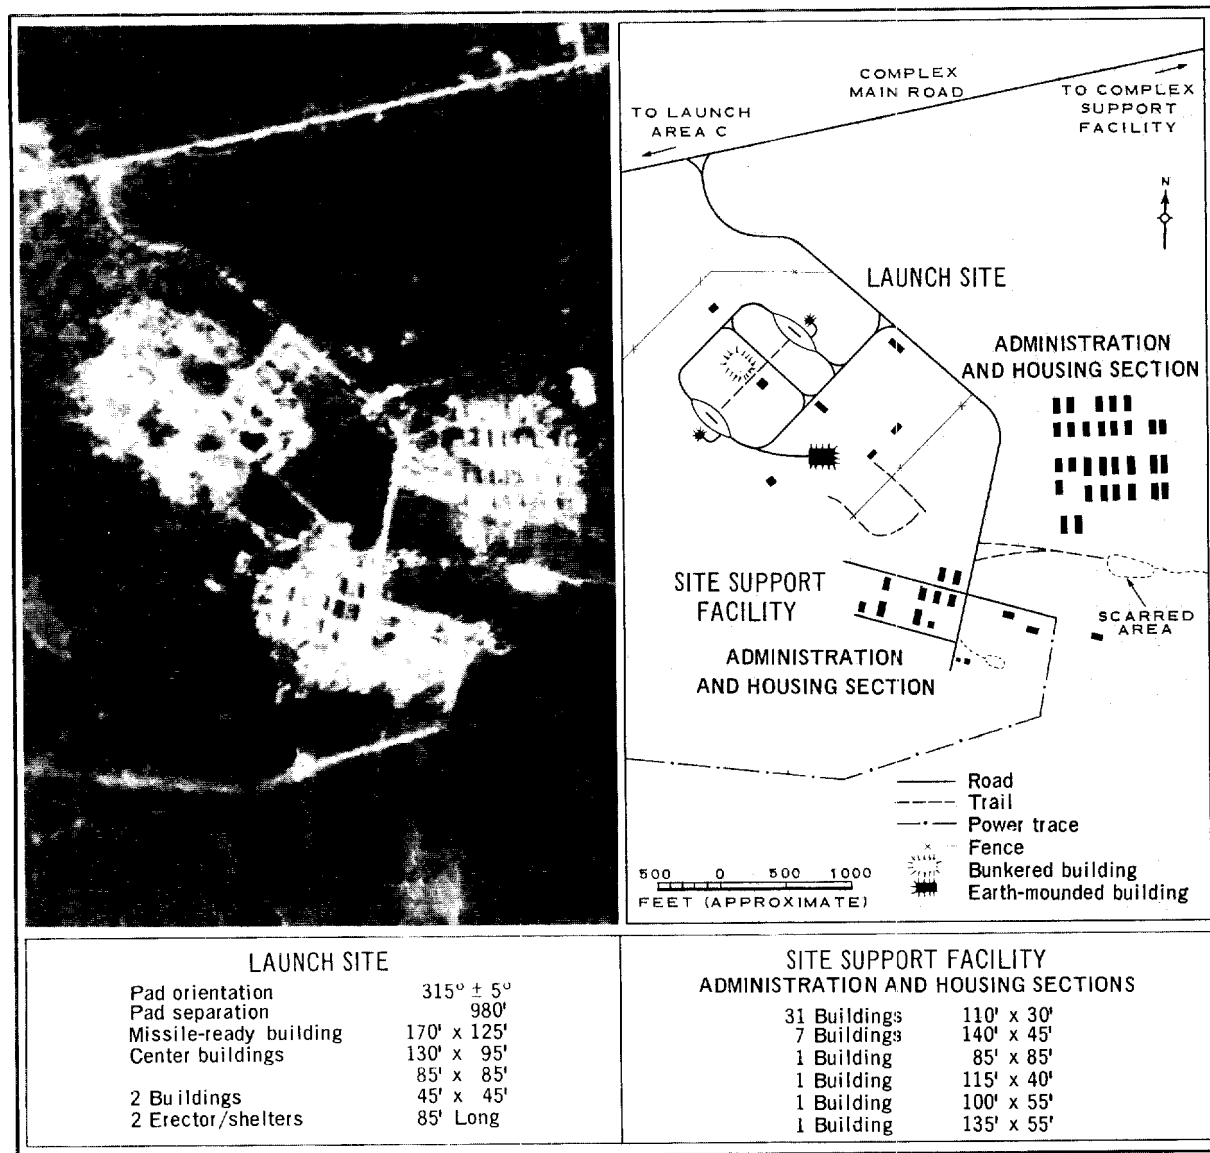 COMPLEX
MAIN ROAD
TO LAUNCH
AREA C
TO COMPLEX
SUPPORT
FACILITY
N
LAUNCH SITE
ADMINISTRATION
AND HOUSING SECTION
SITE SUPPORT
FACILITY
SCARRED
AREA
ADMINISTRATION
AND HOUSING SECTION
Road
Trail
Power trace
Fence
Bunkered building
Earth-mounded building
500 0 500 1000
FEET (APPROXIMATE)
LAUNCH SITE
Pad orientation 315° ± 5°
Pad separation 980'
Missile-ready building 170' x 125'
Center buildings 130' x 95'
85' x 85'
2 Buildings 45' x 45'
2 Erector/shelters 85' Long
SITE SUPPORT FACILITY
ADMINISTRATION AND HOUSING SECTIONS
31 Buildings 110' x 30'
7 Buildings 140' x 45'
1 Building 85' x 85'
1 Building 115' x 40'
1 Building 100' x 55'
1 Building 135' x 55'